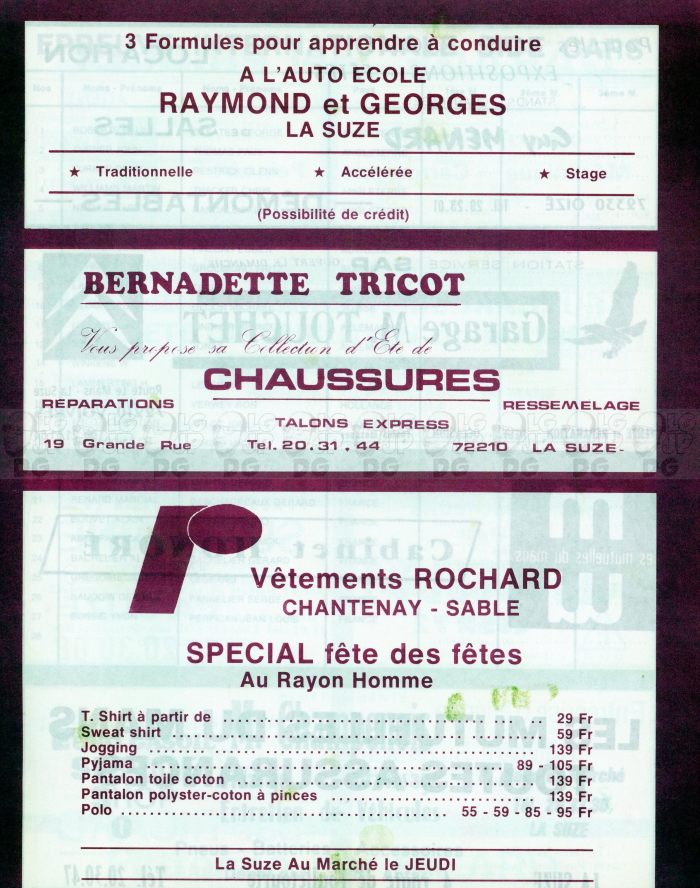 3 Formules pour apprendre à conduire
A L'AUTO ECOLE
RAYMOND et GEORGES
LA SUZE
★ Traditionnelle ★ Accélérée ★ Stage
(Possibilité de crédit)
BERNADETTE TRICOT
Vous propose sa Collection d'Eté de
CHAUSSURES
RÉPARATIONS RESSEMELAGE
TALONS EXPRESS
19 Grande Rue Tel. 20.31.44 72210 LA SUZE-
Vêtements ROCHARD
CHANTENAY - SABLE
SPECIAL fête des fêtes
Au Rayon Homme
T. Shirt à partir de ........ 29 Fr
Sweat shirt ........ 59 Fr
Jogging ........ 139 Fr
Pyjama ........ 89 - 105 Fr
Pantalon toile coton ........ 139 Fr
Pantalon polyster-coton à pinces ........ 139 Fr
Polo ........ 55 - 59 - 85 - 95 Fr
La Suze Au Marché le JEUDI